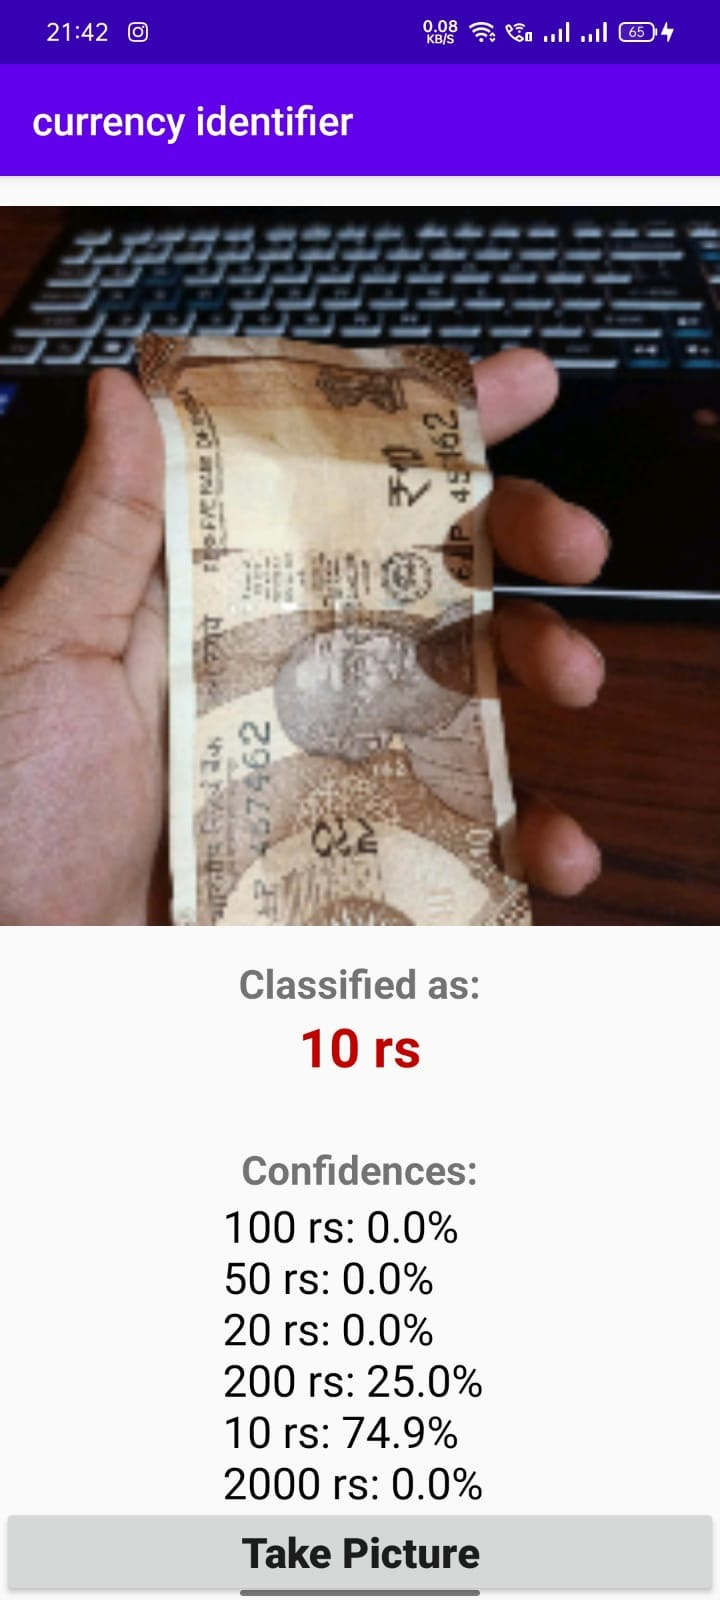 21:42
0.08
KB/S
65
currency identifier
₹१०
457462
Classified as:
10 rs
Confidences:
100 rs: 0.0%
50 rs: 0.0%
20 rs: 0.0%
200 rs: 25.0%
10 rs: 74.9%
2000 rs: 0.0%
Take Picture